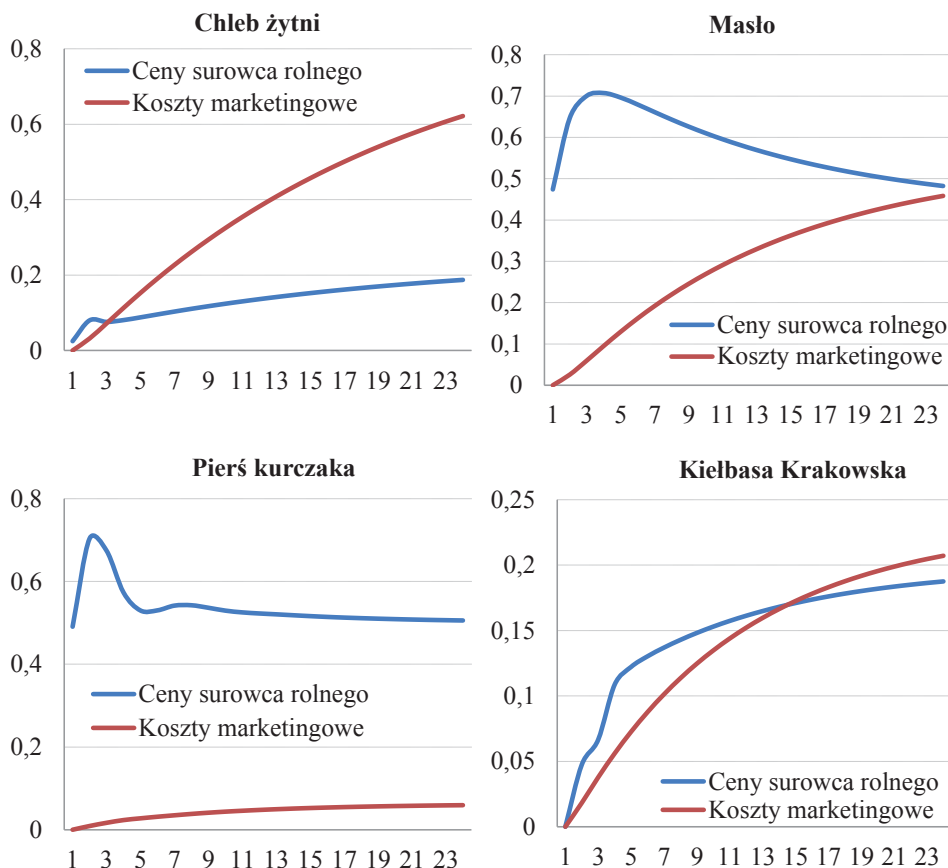 Chleb żytni
0,8
0,6
0,4
0,2
0
Ceny surowca rolnego
Koszty marketingowe
1 3 5 7 9 11 13 15 17 19 21 23
Masło
0,8
0,7
0,6
0,5
0,4
0,3
0,2
0,1
0
Ceny surowca rolnego
Koszty marketingowe
1 3 5 7 9 11 13 15 17 19 21 23
Pierś kurczaka
0,8
0,6
0,4
0,2
0
Ceny surowca rolnego
Koszty marketingowe
1 3 5 7 9 11 13 15 17 19 21 23
Kiełbasa Krakowska
0,25
0,2
0,15
0,1
0,05
0
Ceny surowca rolnego
Koszty marketingowe
1 3 5 7 9 11 13 15 17 19 21 23